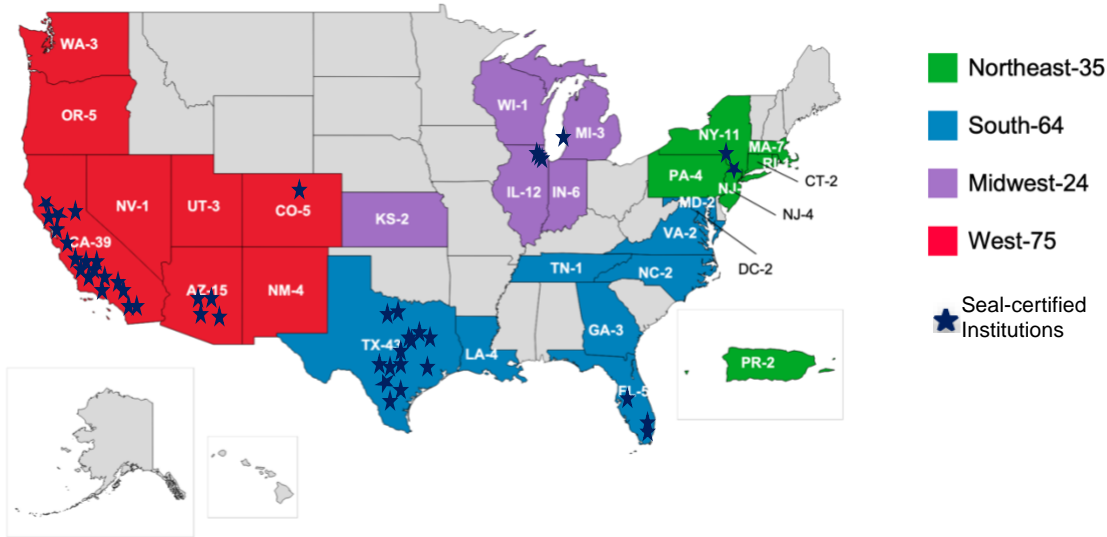 WA-3
OR-5
NV-1
UT-3
CO-5
CA-39
AZ-15
NM-4
KS-2
WI-1
MI-3
IL-12
IN-6
TX-43
LA-4
TN-1
NC-2
VA-2
GA-3
MD-2
NY-11
PA-4
MA-7
CT-2
NJ-4
DC-2
PR-2
Northeast-35
South-64
Midwest-24
West-75
Seal-certified
Institutions